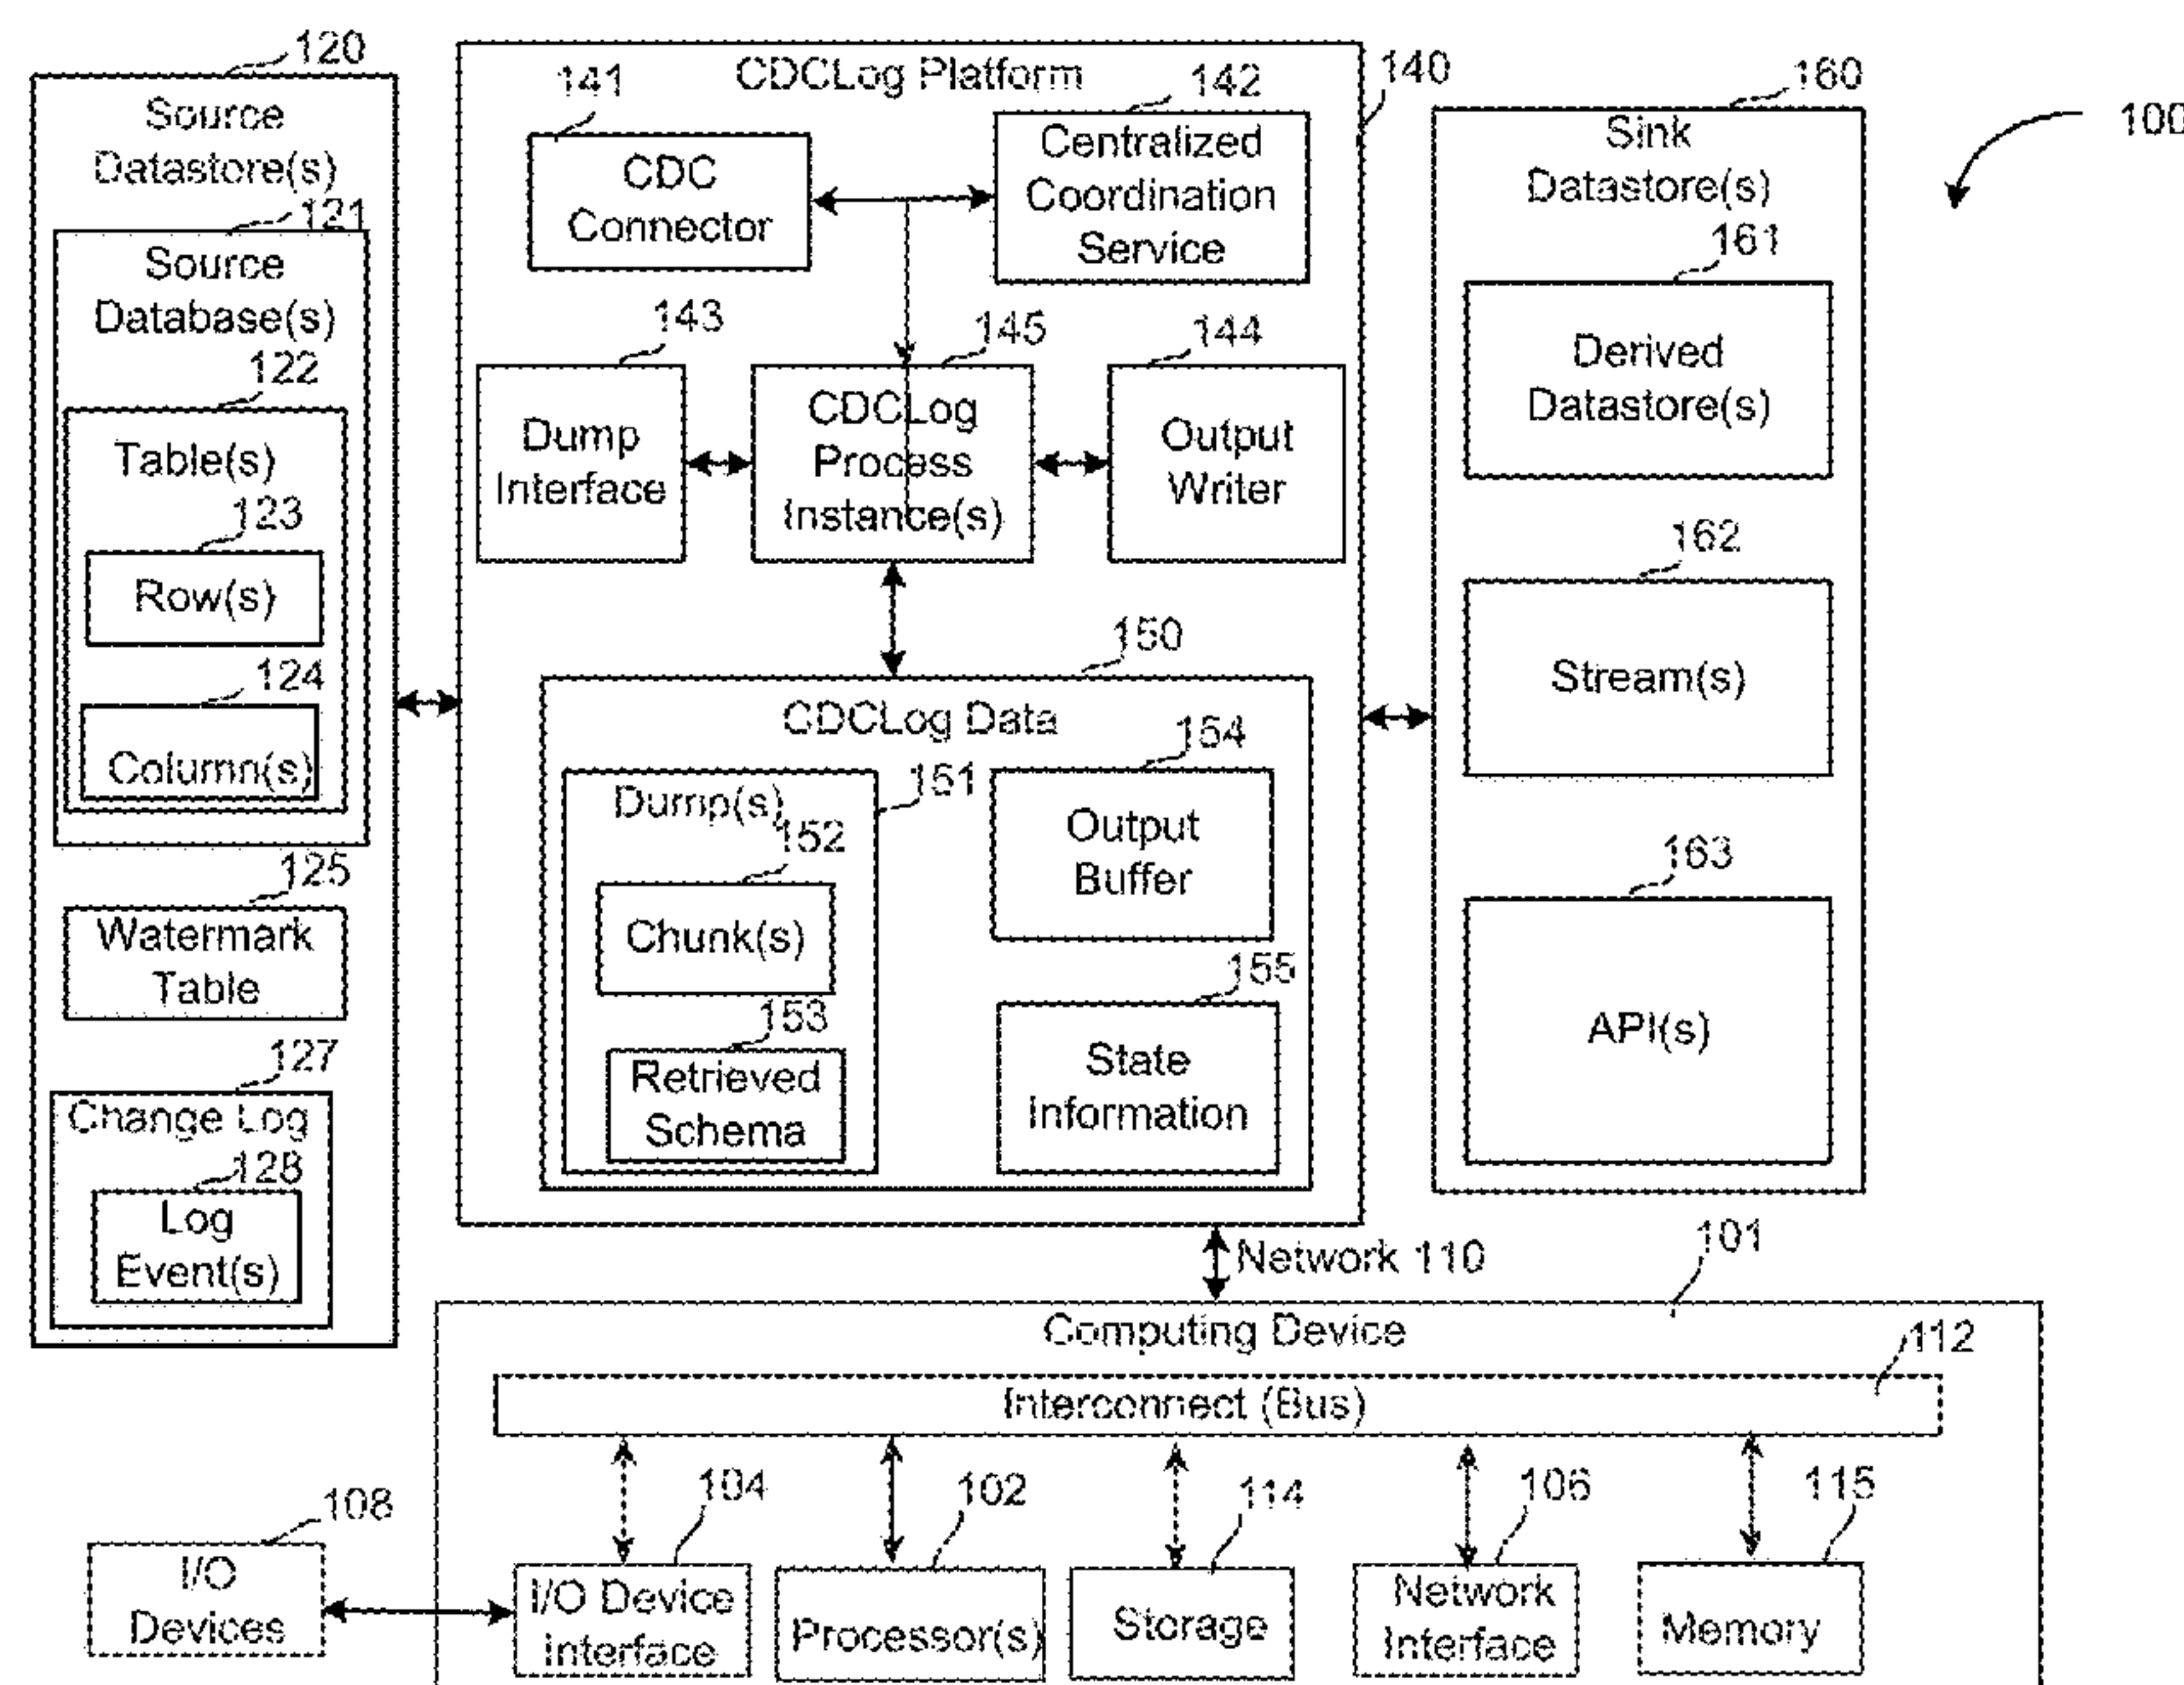 120
Source
Datastore(s)
121
Source
Database(s)
122
Table(s)
123
Row(s)
124
Column(s)
125
Watermark
Table
127
Change Log
128
Log
Event(s)
CDCLog Platform
140
141
CDC
Connector
142
Centralized
Coordination
Service
143
Dump
Interface
145
CDCLog
Process
Instance(s)
144
Output
Writer
150
CDCLog Data
151
Dump(s)
152
Chunk(s)
153
Retrieved
Schema
154
Output
Buffer
155
State
Information
160
Sink
Datastore(s)
161
Derived
Datastore(s)
162
Stream(s)
163
API(s)
100
Network 110
101
Computing Device
112
Interconnect (Bus)
108
I/O
Devices
104
I/O Device
Interface
102
Processor(s)
114
Storage
106
Network
Interface
115
Memory